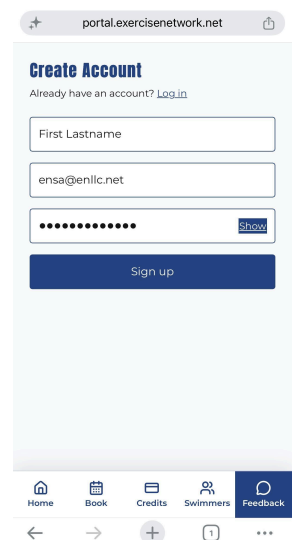 portal.exercisenetwork.net
Create Account
Already have an account? Log in
First Lastname
ensa@enllc.net
●●●●●●●●●●●●● Show
Sign up
Home Book Credits Swimmers Feedback
1